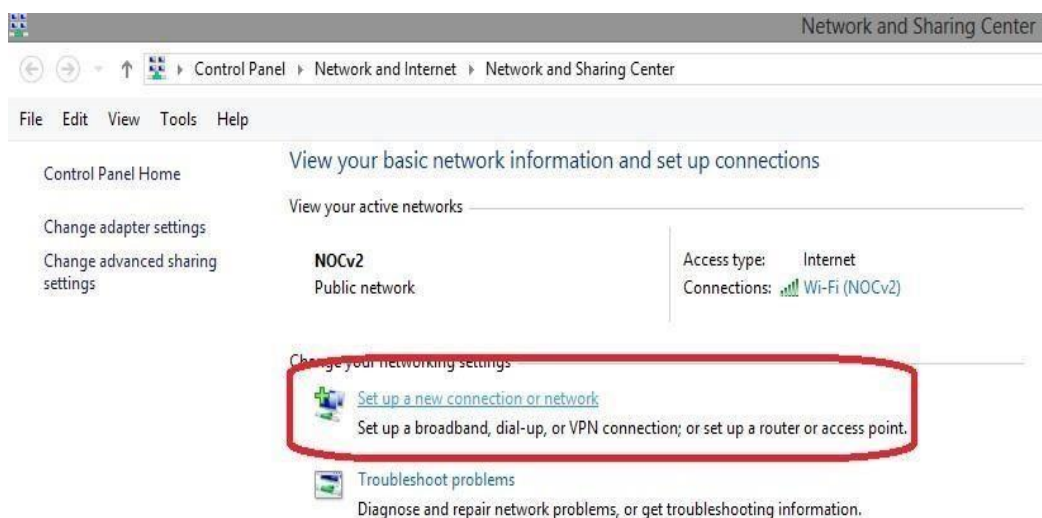 Network and Sharing Center
Control Panel Network and Internet Network and Sharing Center
File Edit View Tools Help
Control Panel Home
Change adapter settings
Change advanced sharing
settings
View your basic network information and set up connections
View your active networks
NOCv2
Public network
Access type: Internet
Connections: Wi-Fi (NOCv2)
Change your networking settings
Set up a new connection or network
Set up a broadband, dial-up, or VPN connection; or set up a router or access point.
Troubleshoot problems
Diagnose and repair network problems, or get troubleshooting information.